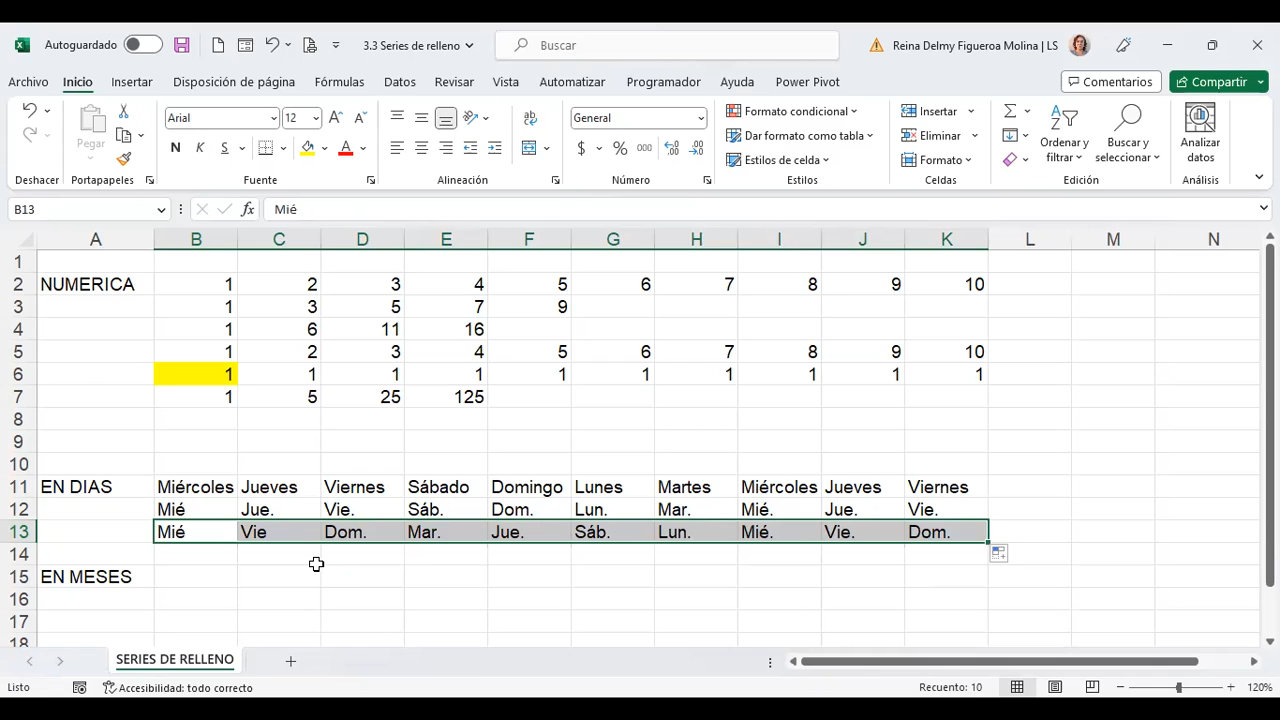 Autoguardado 3.3 Series de relleno Buscar Reina Delmy Figueroa Molina | LS
Archivo Inicio Insertar Disposición de página Fórmulas Datos Revisar Vista Automatizar Programador Ayuda Power Pivot Comentarios Compartir
Pegar Arial 12 General Formato condicional Insertar
N K S Dar formato como tabla Eliminar
$ % 000 Estilos de celda Formato Ordenar y filtrar Buscar y seleccionar Analizar datos
Deshacer Portapapeles Fuente Alineación Número Estilos Celdas Edición Análisis
B13 fx Mié
A B C D E F G H I J K L M N
1
2 NUMERICA 1 2 3 4 5 6 7 8 9 10
3 1 3 5 7 9
4 1 6 11 16
5 1 2 3 4 5 6 7 8 9 10
6 1 1 1 1 1 1 1 1 1 1
7 1 5 25 125
8
9
10
11 EN DIAS Miércoles Jueves Viernes Sábado Domingo Lunes Martes Miércoles Jueves Viernes
12 Mié Jue. Vie. Sáb. Dom. Lun. Mar. Mié. Jue. Vie.
13 Mié Vie Dom. Mar. Jue. Sáb. Lun. Mié. Vie. Dom.
14
15 EN MESES
16
17
18
SERIES DE RELLENO
Listo Accesibilidad: todo correcto Recuento: 10 120%